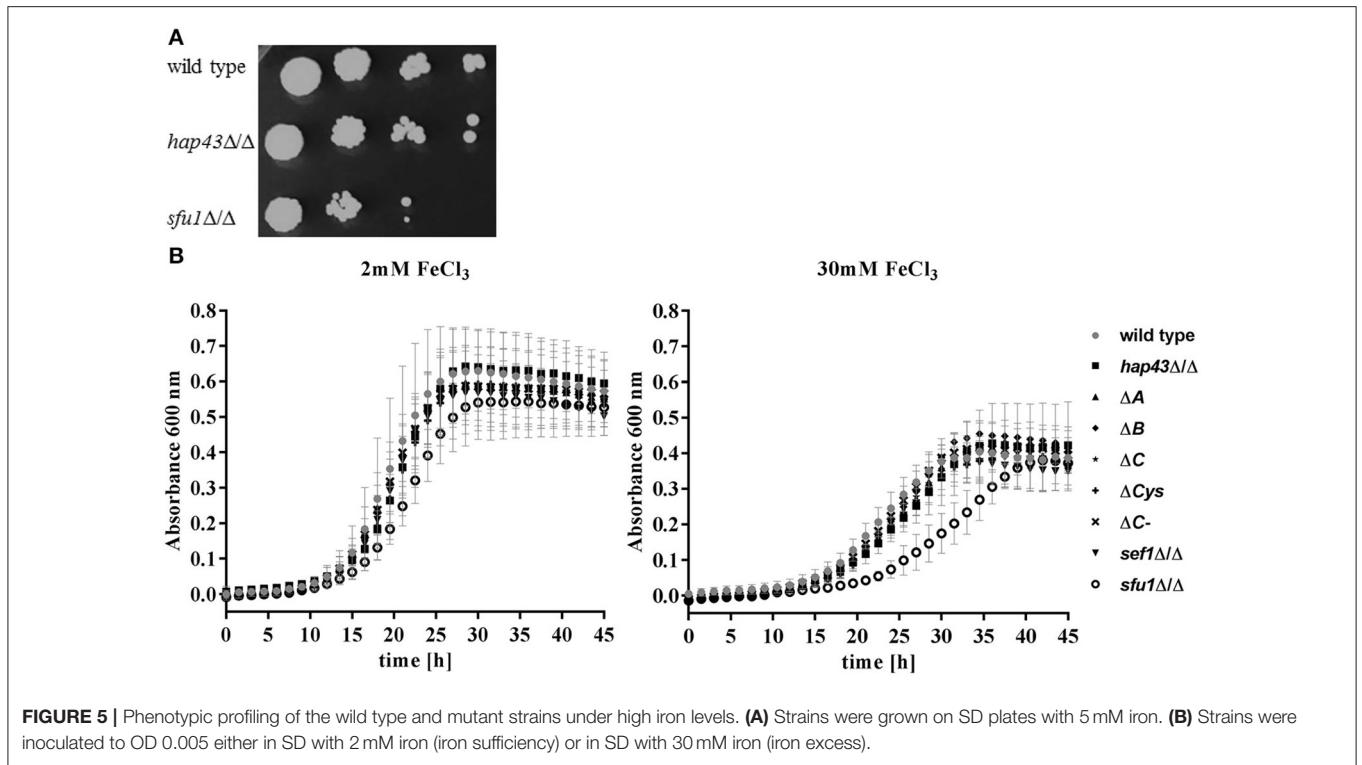 A
wild type
hap43Δ/Δ
sfu1Δ/Δ
B
2mM FeCl3
Absorbance 600 nm
0.8
0.7
0.6
0.5
0.4
0.3
0.2
0.1
0.0
0 5 10 15 20 25 30 35 40 45
time [h]
30mM FeCl3
Absorbance 600 nm
0.8
0.7
0.6
0.5
0.4
0.3
0.2
0.1
0.0
0 5 10 15 20 25 30 35 40 45
time [h]
wild type
hap43Δ/Δ
ΔA
ΔB
ΔC
ΔCys
ΔC-
sef1Δ/Δ
sfu1Δ/Δ
FIGURE 5 | Phenotypic profiling of the wild type and mutant strains under high iron levels. (A) Strains were grown on SD plates with 5 mM iron. (B) Strains were
inoculated to OD 0.005 either in SD with 2 mM iron (iron sufficiency) or in SD with 30 mM iron (iron excess).